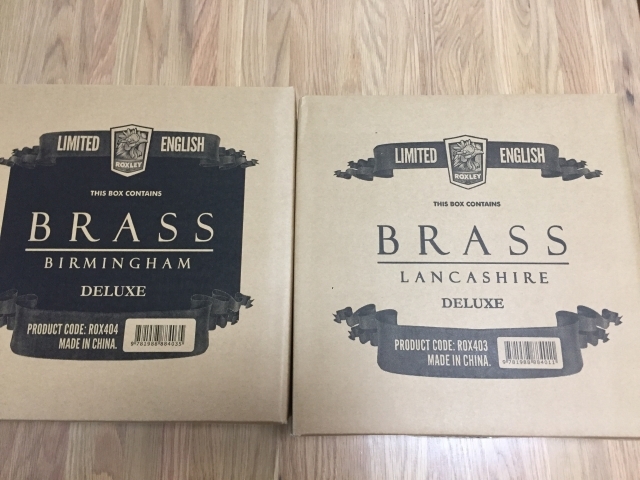 LIMITED ROXLEY ENGLISH
THIS BOX CONTAINS
BRASS
BIRMINGHAM
DELUXE
PRODUCT CODE: ROX404
MADE IN CHINA.
LIMITED ROXLEY ENGLISH
THIS BOX CONTAINS
BRASS
LANCASHIRE
DELUXE
PRODUCT CODE: ROX403
MADE IN CHINA.